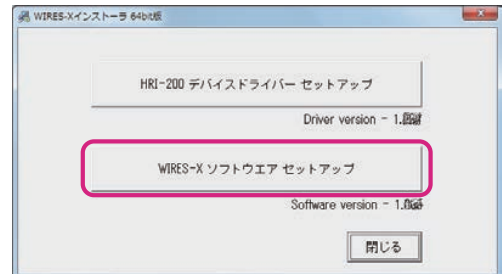 WIRES-Xインストーラ 64bit版
HRI-200 デバイスドライバー セットアップ
Driver version - 1.
WIRES-X ソフトウエア セットアップ
Software version - 1.
閉じる